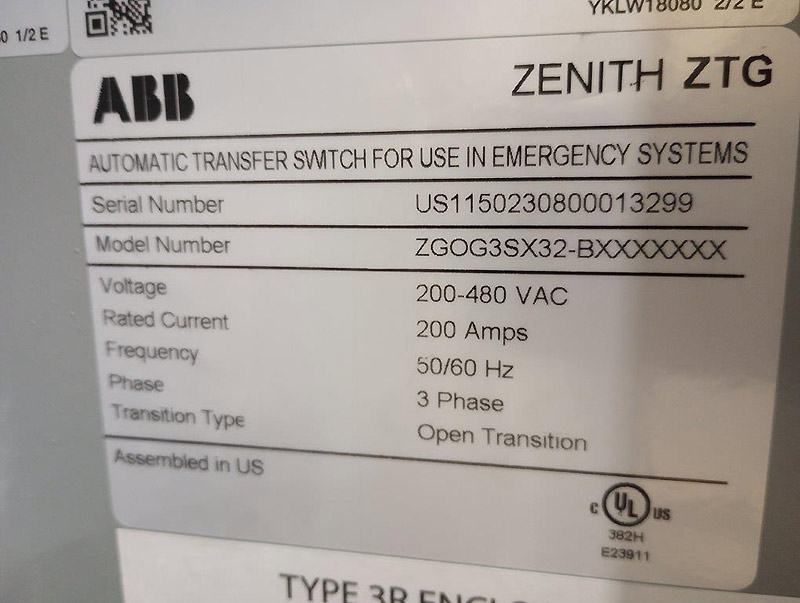 0 1/2 E
YKLW18080 2/2 E
ABB
ZENITH ZTG
AUTOMATIC TRANSFER SWITCH FOR USE IN EMERGENCY SYSTEMS
Serial Number US1150230800013299
Model Number ZGOG3SX32-BXXXXXXX
Voltage 200-480 VAC
Rated Current 200 Amps
Frequency 50/60 Hz
Phase 3 Phase
Transition Type Open Transition
Assembled in US
C UL US
382H
E23911
TYPE 3R